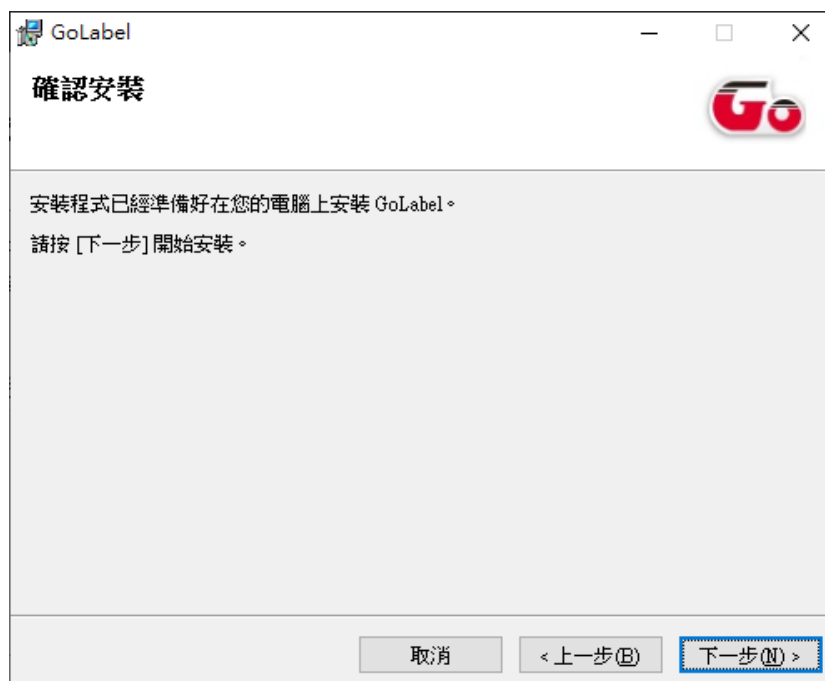 GoLabel
確認安裝
Go
安裝程式已經準備好在您的電腦上安裝 GoLabel。
請按 [下一步] 開始安裝。
取消
< 上一步(B)
下一步(N) >